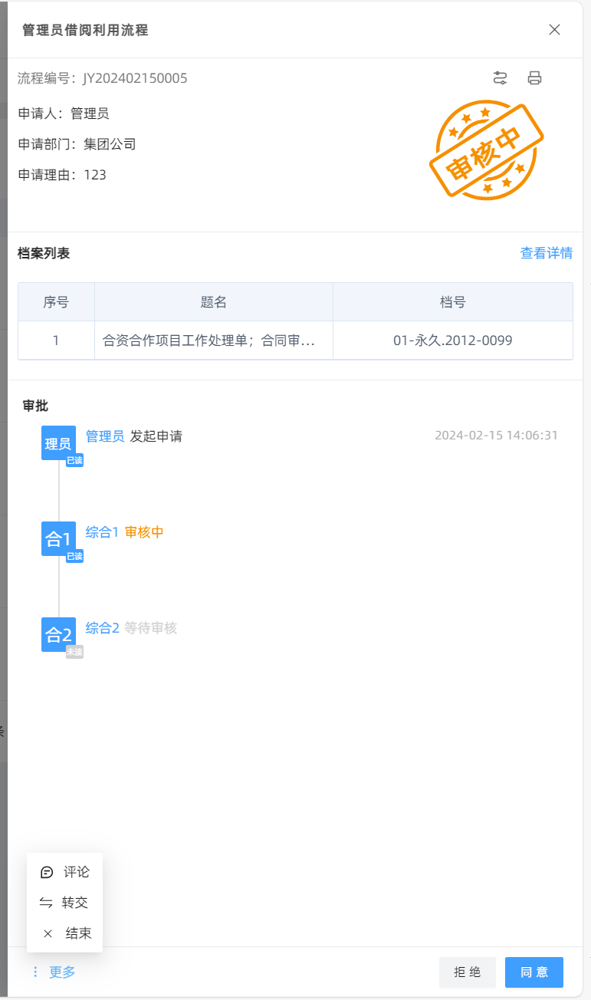 管理员借阅利用流程
流程编号：JY202402150005
申请人：管理员
申请部门：集团公司
申请理由：123
审核中
档案列表 查看详情
序号 题名 档号
1 合资合作项目工作处理单；合同审... 01-永久.2012-0099
审批
理员 管理员 发起申请 2024-02-15 14:06:31
已读
合1 综合1 审核中
已读
合2 综合2 等待审核
未读
评论
转交
结束
更多 拒绝 同意